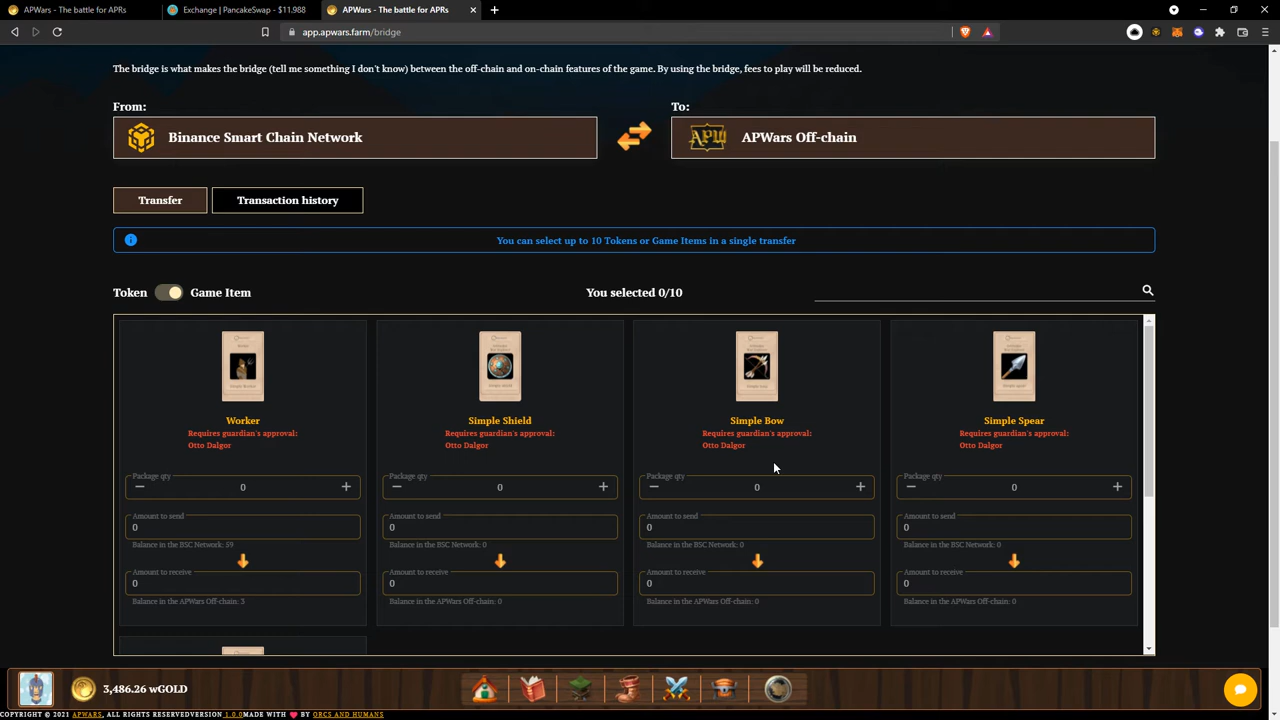 APWars - The battle for APRs
Exchange | PancakeSwap - $11.988
APWars - The battle for APRs
app.apwars.farm/bridge
The bridge is what makes the bridge (tell me something I don't know) between the off-chain and on-chain features of the game. By using the bridge, fees to play will be reduced.
From:
To:
Binance Smart Chain Network
APW
APWars Off-chain
Transfer
Transaction history
You can select up to 10 Tokens or Game Items in a single transfer
Token
Game Item
You selected 0/10
Worker
Requires guardian's approval:
Otto Dalgor
Package qty
0
Amount to send
0
Balance in the BSC Network: 59
Amount to receive
0
Balance in the APWars Off-chain: 3
Simple Shield
Requires guardian's approval:
Otto Dalgor
Package qty
0
Amount to send
0
Balance in the BSC Network: 0
Amount to receive
0
Balance in the APWars Off-chain: 0
Simple Bow
Requires guardian's approval:
Otto Dalgor
Package qty
0
Amount to send
0
Balance in the BSC Network: 0
Amount to receive
0
Balance in the APWars Off-chain: 0
Simple Spear
Requires guardian's approval:
Otto Dalgor
Package qty
0
Amount to send
0
Balance in the BSC Network: 0
Amount to receive
0
Balance in the APWars Off-chain: 0
3,486.26 wGOLD
COPYRIGHT © 2021 APWARS, ALL RIGHTS RESERVED VERSION 1.0.0 MADE WITH ♥ BY ORCS AND HUMANS